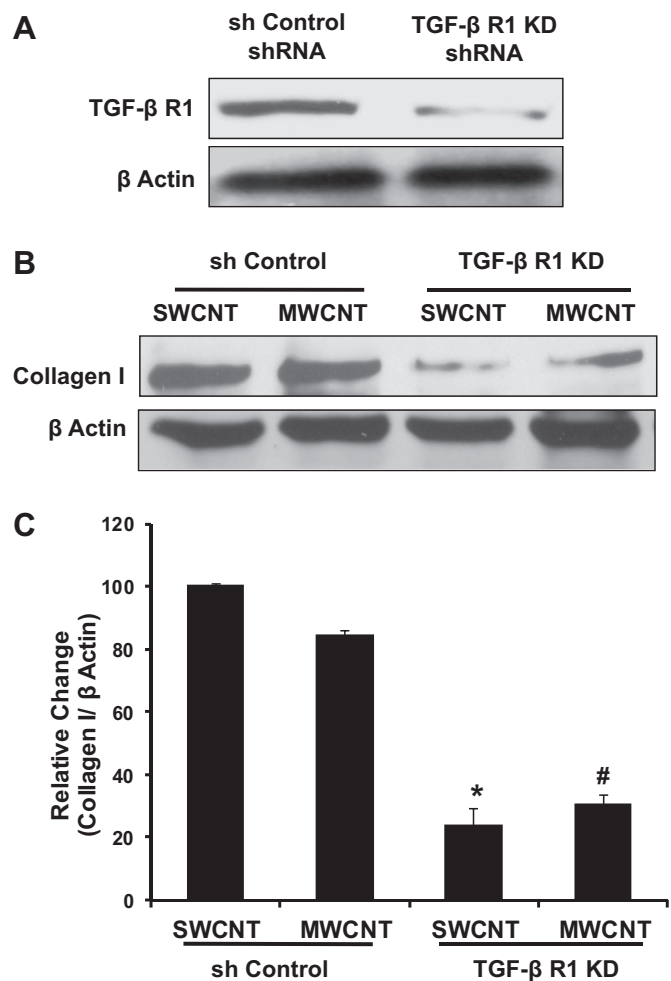 A
sh Control shRNA
TGF-β R1 KD shRNA
TGF-β R1
β Actin
B
sh Control
TGF-β R1 KD
SWCNT MWCNT SWCNT MWCNT
Collagen I
β Actin
C
Relative Change
(Collagen I/ β Actin)
120
100
80
60
40
20
0
*
#
SWCNT MWCNT SWCNT MWCNT
sh Control
TGF-β R1 KD